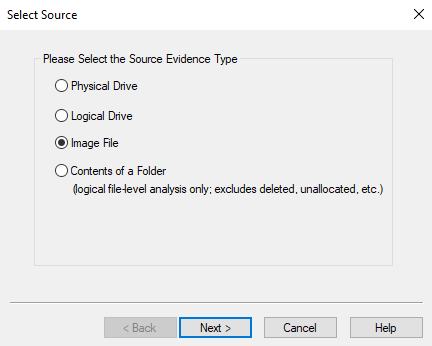 Select Source
Please Select the Source Evidence Type
Physical Drive
Logical Drive
Image File
Contents of a Folder
(logical file-level analysis only; excludes deleted, unallocated, etc.)
< Back Next > Cancel Help